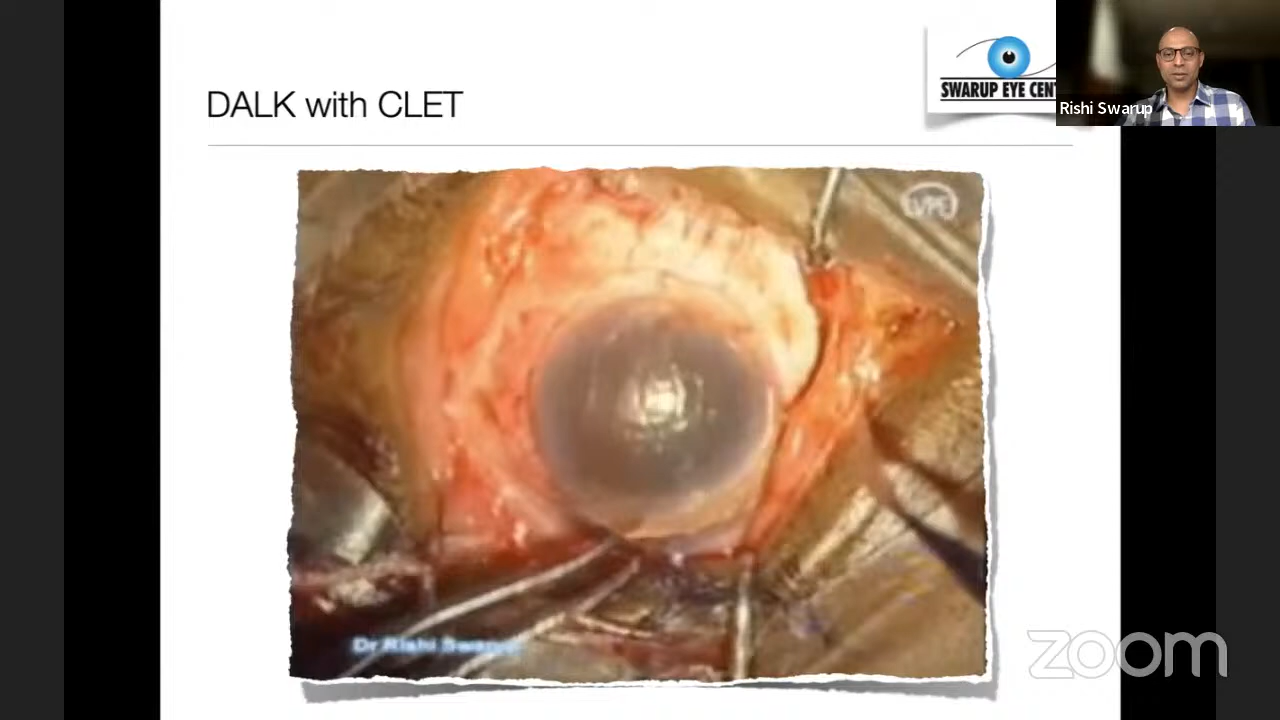 DALK with CLET
SWARUP EYE CENT
Rishi Swarup
LVPEI
Dr Rishi Swarup
zoom